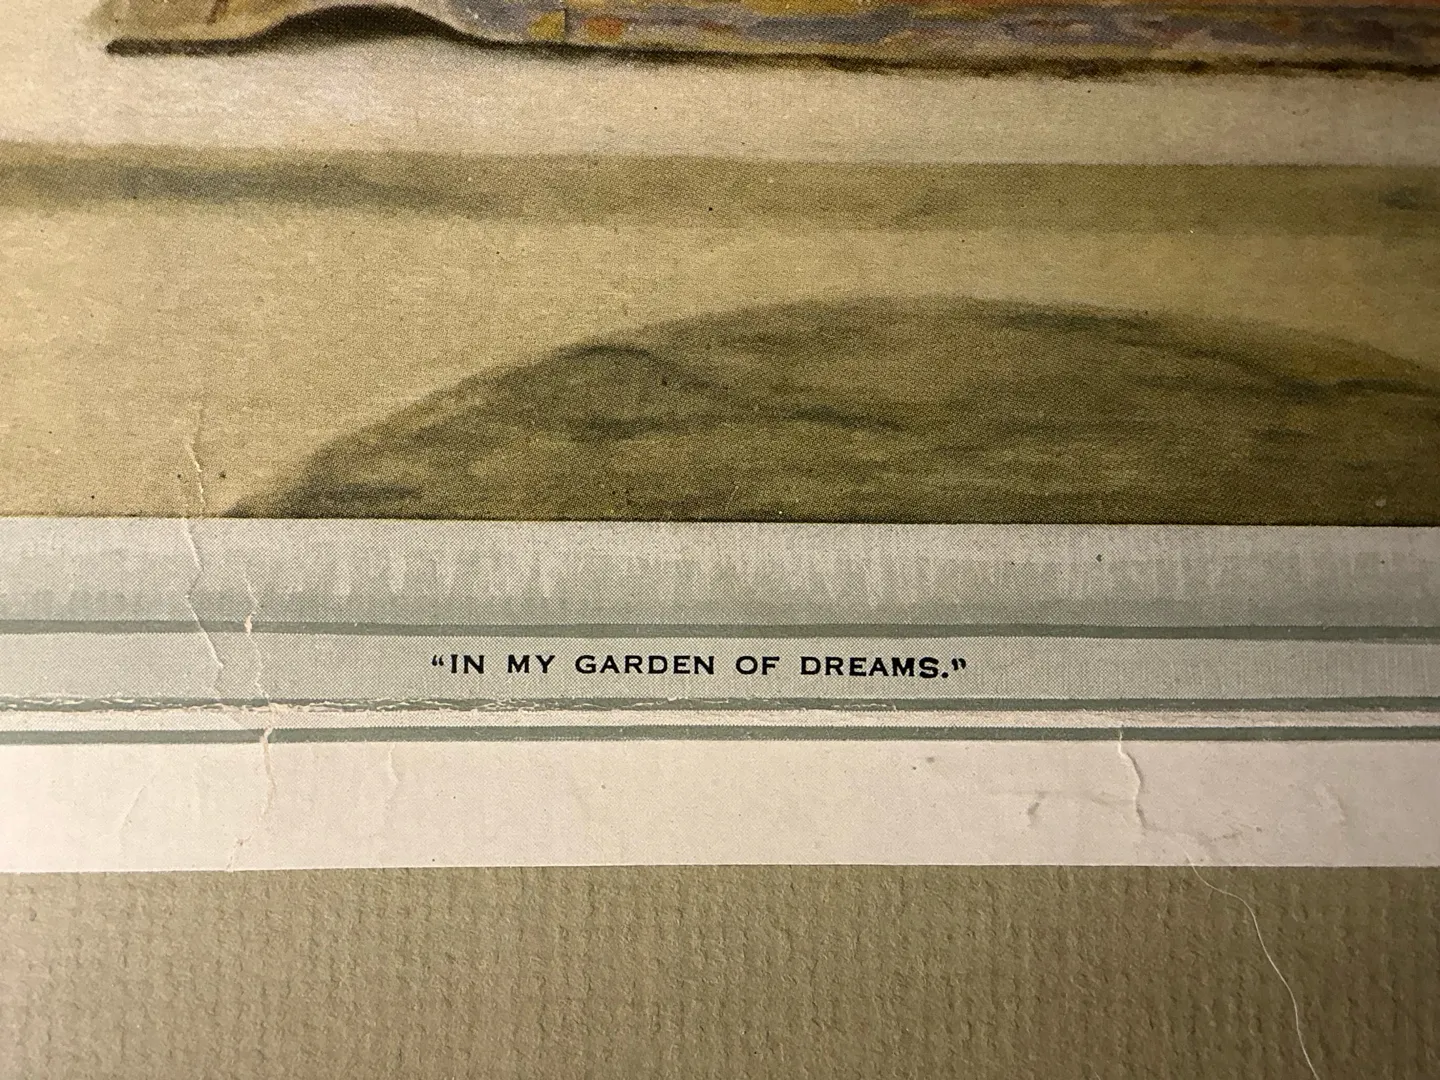 “IN MY GARDEN OF DREAMS.”